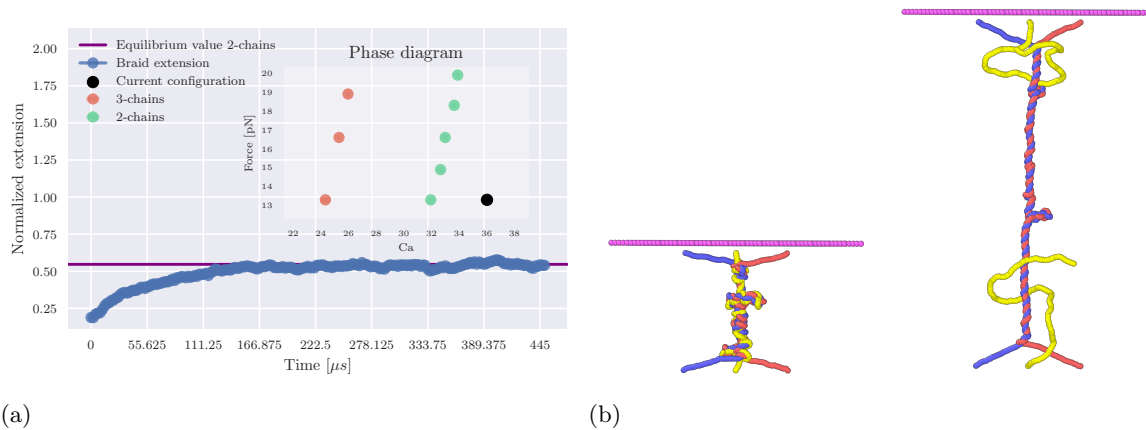 Equilibrium value 2-chains
Braid extension
Current configuration
3-chains
2-chains
Phase diagram
Force [pN]
20
19
18
17
16
15
14
13
22 24 26 28 30 32 34 36 38
Ca
Normalized extension
2.00
1.75
1.50
1.25
1.00
0.75
0.50
0.25
0 55.625 111.25 166.875 222.5 278.125 333.75 389.375 445
Time [μs]
(a)
(b)